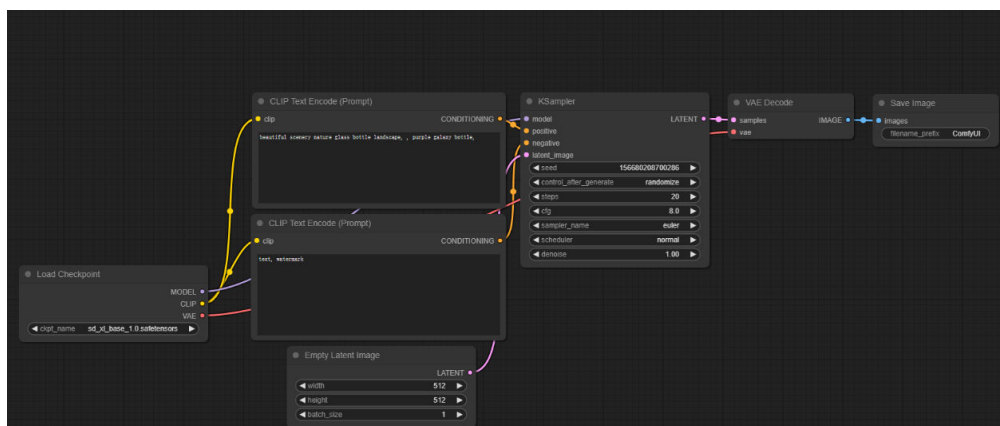 CLIP Text Encode (Prompt)
clip
CONDITIONING
beautiful scenery nature glass bottle landscape, , purple galaxy bottle,
CLIP Text Encode (Prompt)
clip
CONDITIONING
text, watermark
Load Checkpoint
MODEL
CLIP
VAE
ckpt_name sd_xl_base_1.0.safetensors
Empty Latent Image
LATENT
width 512
height 512
batch_size 1
KSampler
model LATENT
positive
negative
latent_image
seed 156680208700286
control_after_generate randomize
steps 20
cfg 8.0
sampler_name euler
scheduler normal
denoise 1.00
VAE Decode
samples IMAGE
vae
Save Image
images
filename_prefix ComfyUI